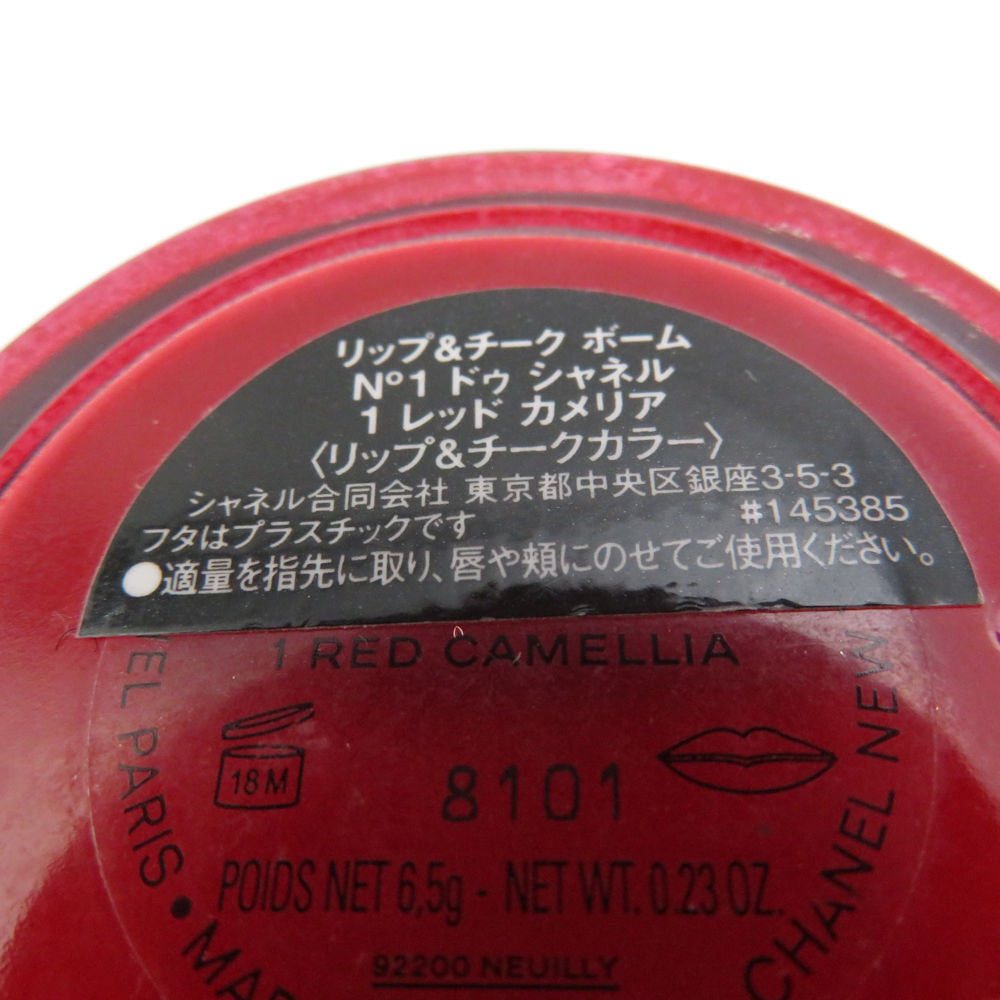 リップ&チーク ボーム
N°1 ドゥ シャネル
1 レッド カメリア
〈リップ&チークカラー〉
シャネル合同会社 東京都中央区銀座3-5-3
フタはプラスチックです #145385
●適量を指先に取り、唇や頬にのせてご使用ください。
1 RED CAMELLIA
18M
8101
POIDS NET 6,5g - NET WT. 0.23 OZ.
92200 NEUILLY
PARIS •
CHANEL NEW